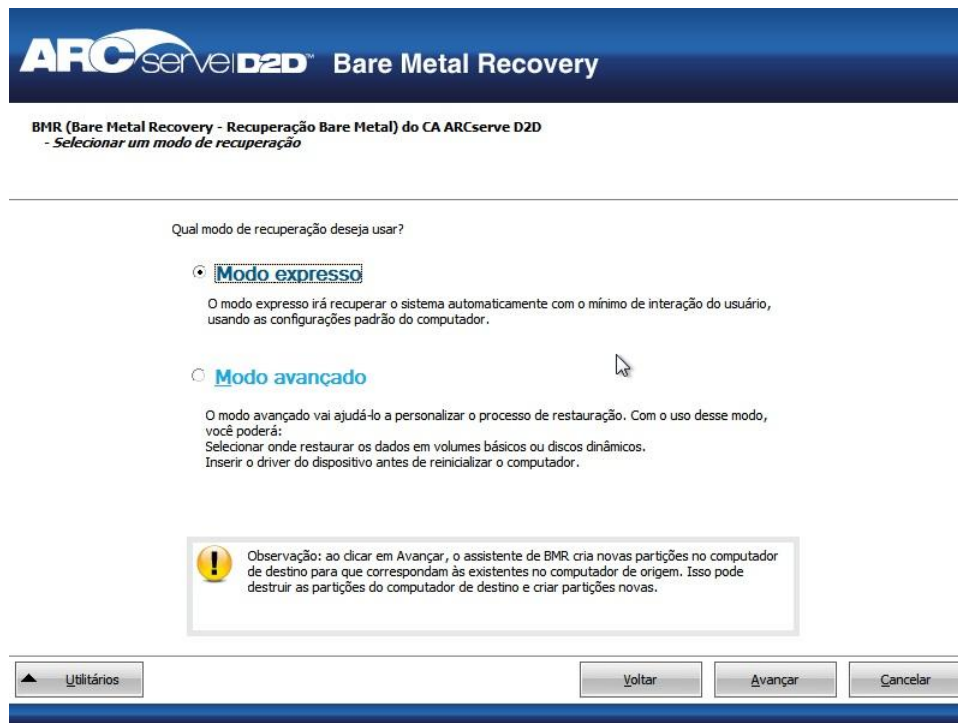 ARCserve D2D™ Bare Metal Recovery
BMR (Bare Metal Recovery - Recuperação Bare Metal) do CA ARCserve D2D
- Selecionar um modo de recuperação
Qual modo de recuperação deseja usar?
Modo expresso
O modo expresso irá recuperar o sistema automaticamente com o mínimo de interação do usuário,
usando as configurações padrão do computador.
Modo avançado
O modo avançado vai ajudá-lo a personalizar o processo de restauração. Com o uso desse modo,
você poderá:
Selecionar onde restaurar os dados em volumes básicos ou discos dinâmicos.
Inserir o driver do dispositivo antes de reinicializar o computador.
Observação: ao clicar em Avançar, o assistente de BMR cria novas partições no computador
de destino para que correspondam às existentes no computador de origem. Isso pode
destruir as partições do computador de destino e criar partições novas.
Utilitários
Voltar
Avançar
Cancelar